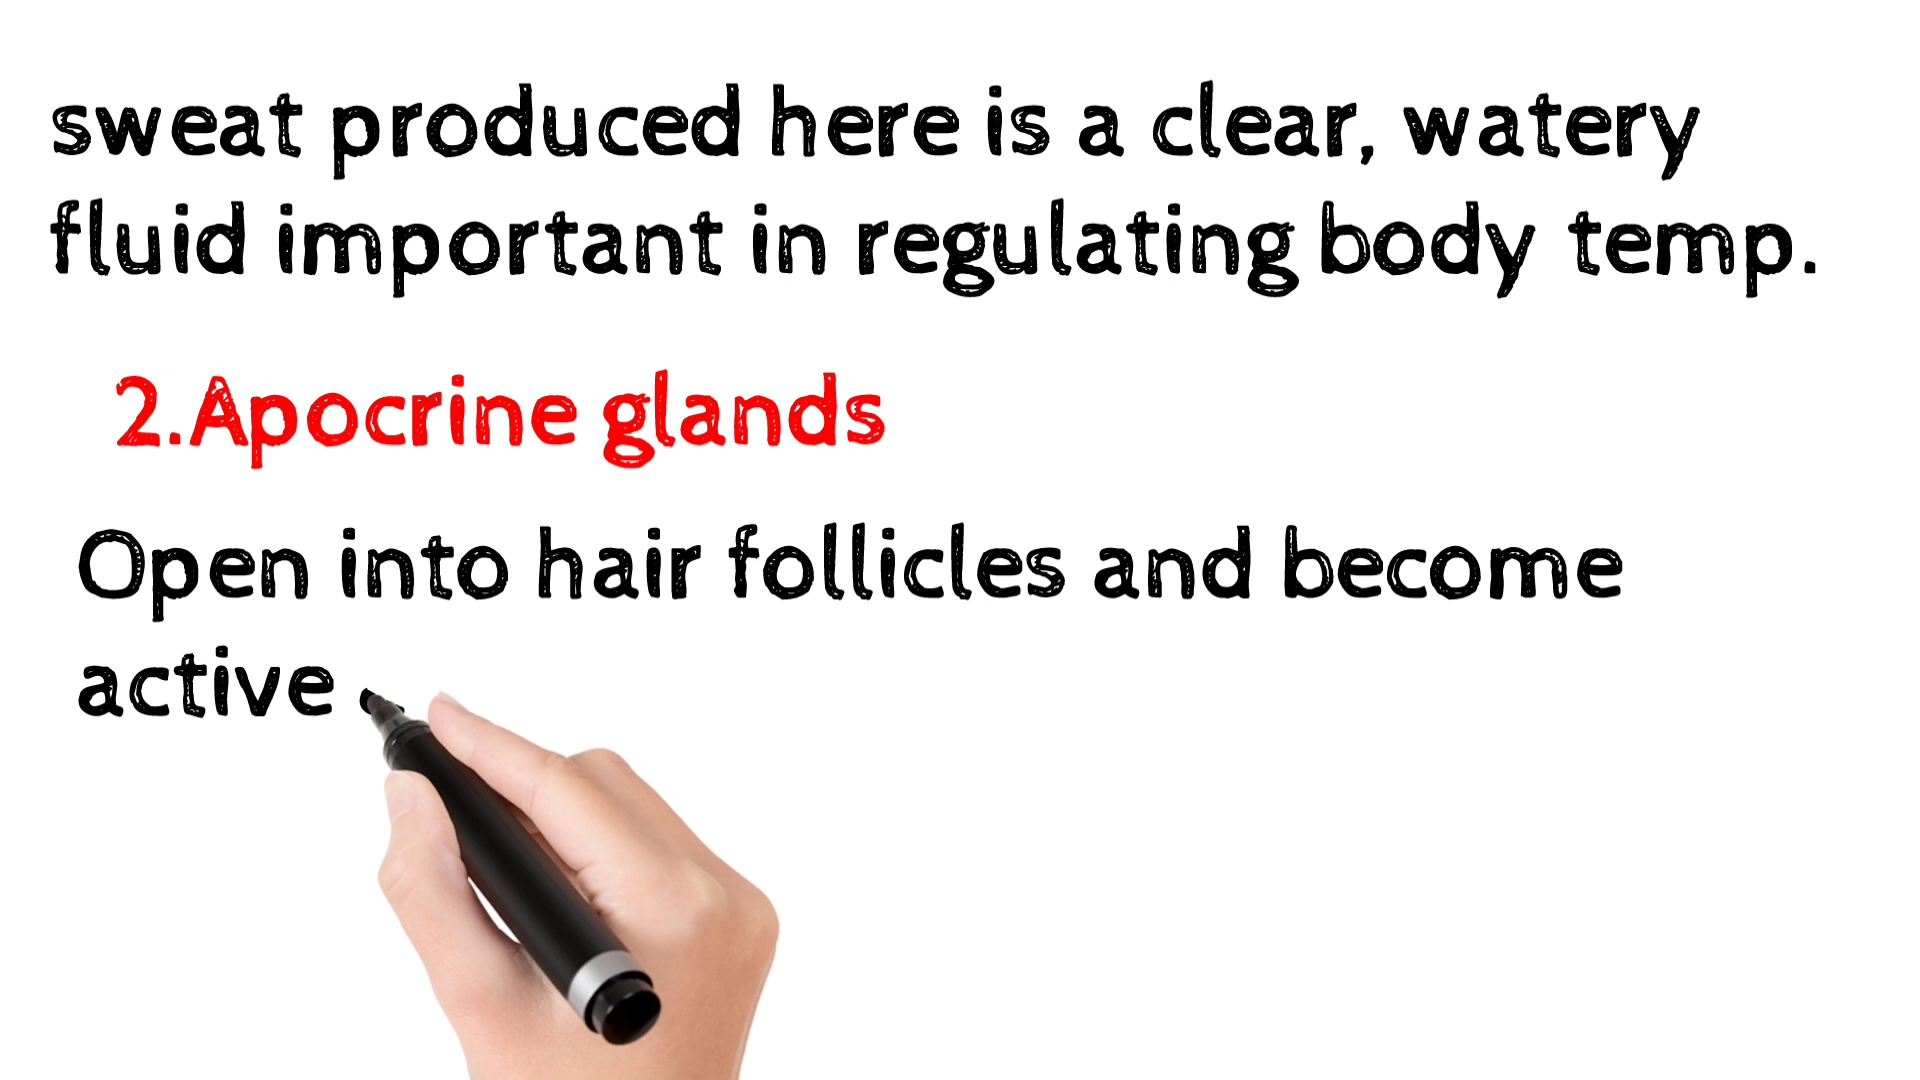 sweat produced here is a clear, watery
fluid important in regulating body temp.
2.Apocrine glands
Open into hair follicles and become
active